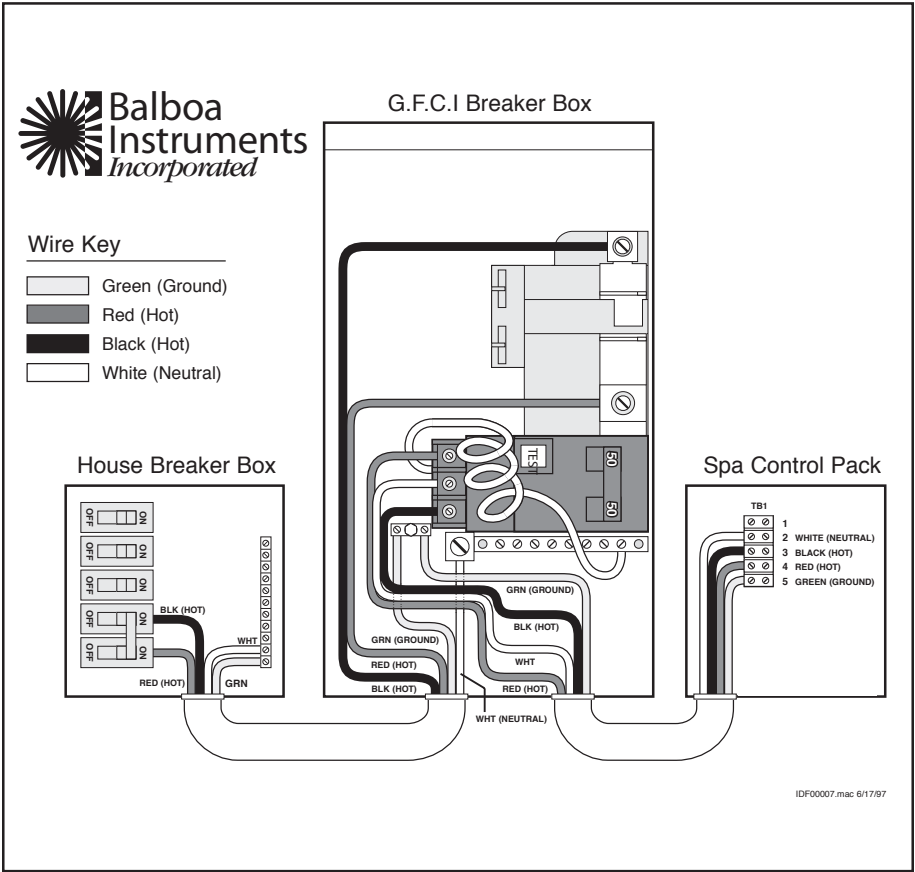 Balboa
Instruments
Incorporated
G.F.C.I Breaker Box
Wire Key
Green (Ground)
Red (Hot)
Black (Hot)
White (Neutral)
House Breaker Box
OFF ON
OFF ON
OFF ON
OFF ON
OFF ON
BLK (HOT)
WHT
RED (HOT)
GRN
TEST
50
50
GRN (GROUND)
BLK (HOT)
GRN (GROUND)
WHT
RED (HOT)
RED (HOT)
BLK (HOT)
WHT (NEUTRAL)
Spa Control Pack
TB1
1
2 WHITE (NEUTRAL)
3 BLACK (HOT)
4 RED (HOT)
5 GREEN (GROUND)
IDF00007.mac 6/17/97